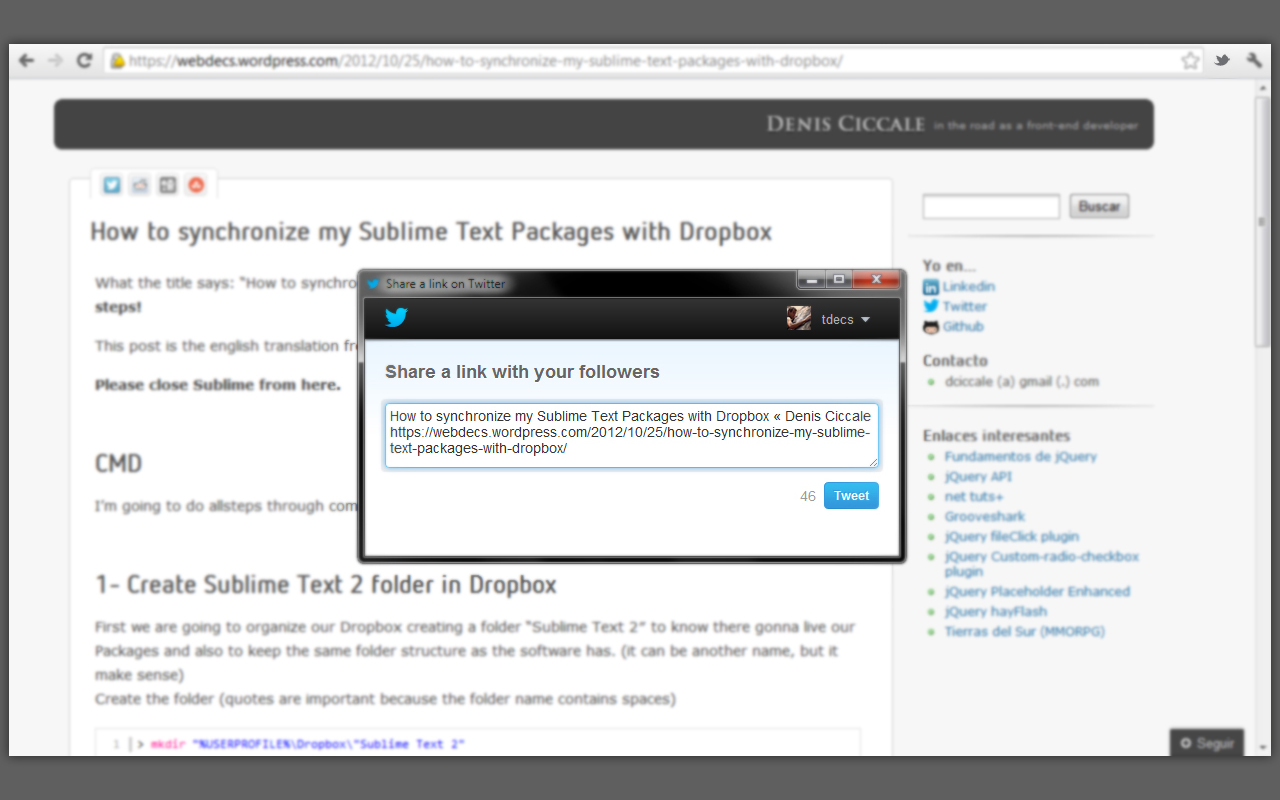 https://webdecs.wordpress.com/2012/10/25/how-to-synchronize-my-sublime-text-packages-with-dropbox/
DENIS CICCALE in the road as a front-end developer
How to synchronize my Sublime Text Packages with Dropbox
What the title says: "How to synchro
steps!
This post is the english translation fr
Please close Sublime from here.
CMD
I'm going to do allsteps through com
1- Create Sublime Text 2 folder in Dropbox
First we are going to organize our Dropbox creating a folder "Sublime Text 2" to know there gonna live our
Packages and also to keep the same folder structure as the software has. (it can be another name, but it
make sense)
Create the folder (quotes are important because the folder name contains spaces)
1 > mkdir "%USERPROFILE%\Dropbox\"Sublime Text 2"
Share a link on Twitter
tdecs
Share a link with your followers
How to synchronize my Sublime Text Packages with Dropbox « Denis Ciccale
https://webdecs.wordpress.com/2012/10/25/how-to-synchronize-my-sublime-
text-packages-with-dropbox/
46 Tweet
Buscar
Yo en...
Linkedin
Twitter
Github
Contacto
dciccale (a) gmail (.) com
Enlaces interesantes
Fundamentos de jQuery
jQuery API
net tuts+
Grooveshark
jQuery fileClick plugin
jQuery Custom-radio-checkbox
plugin
jQuery Placeholder Enhanced
jQuery hayFlash
Tierras del Sur (MMORPG)
Seguir